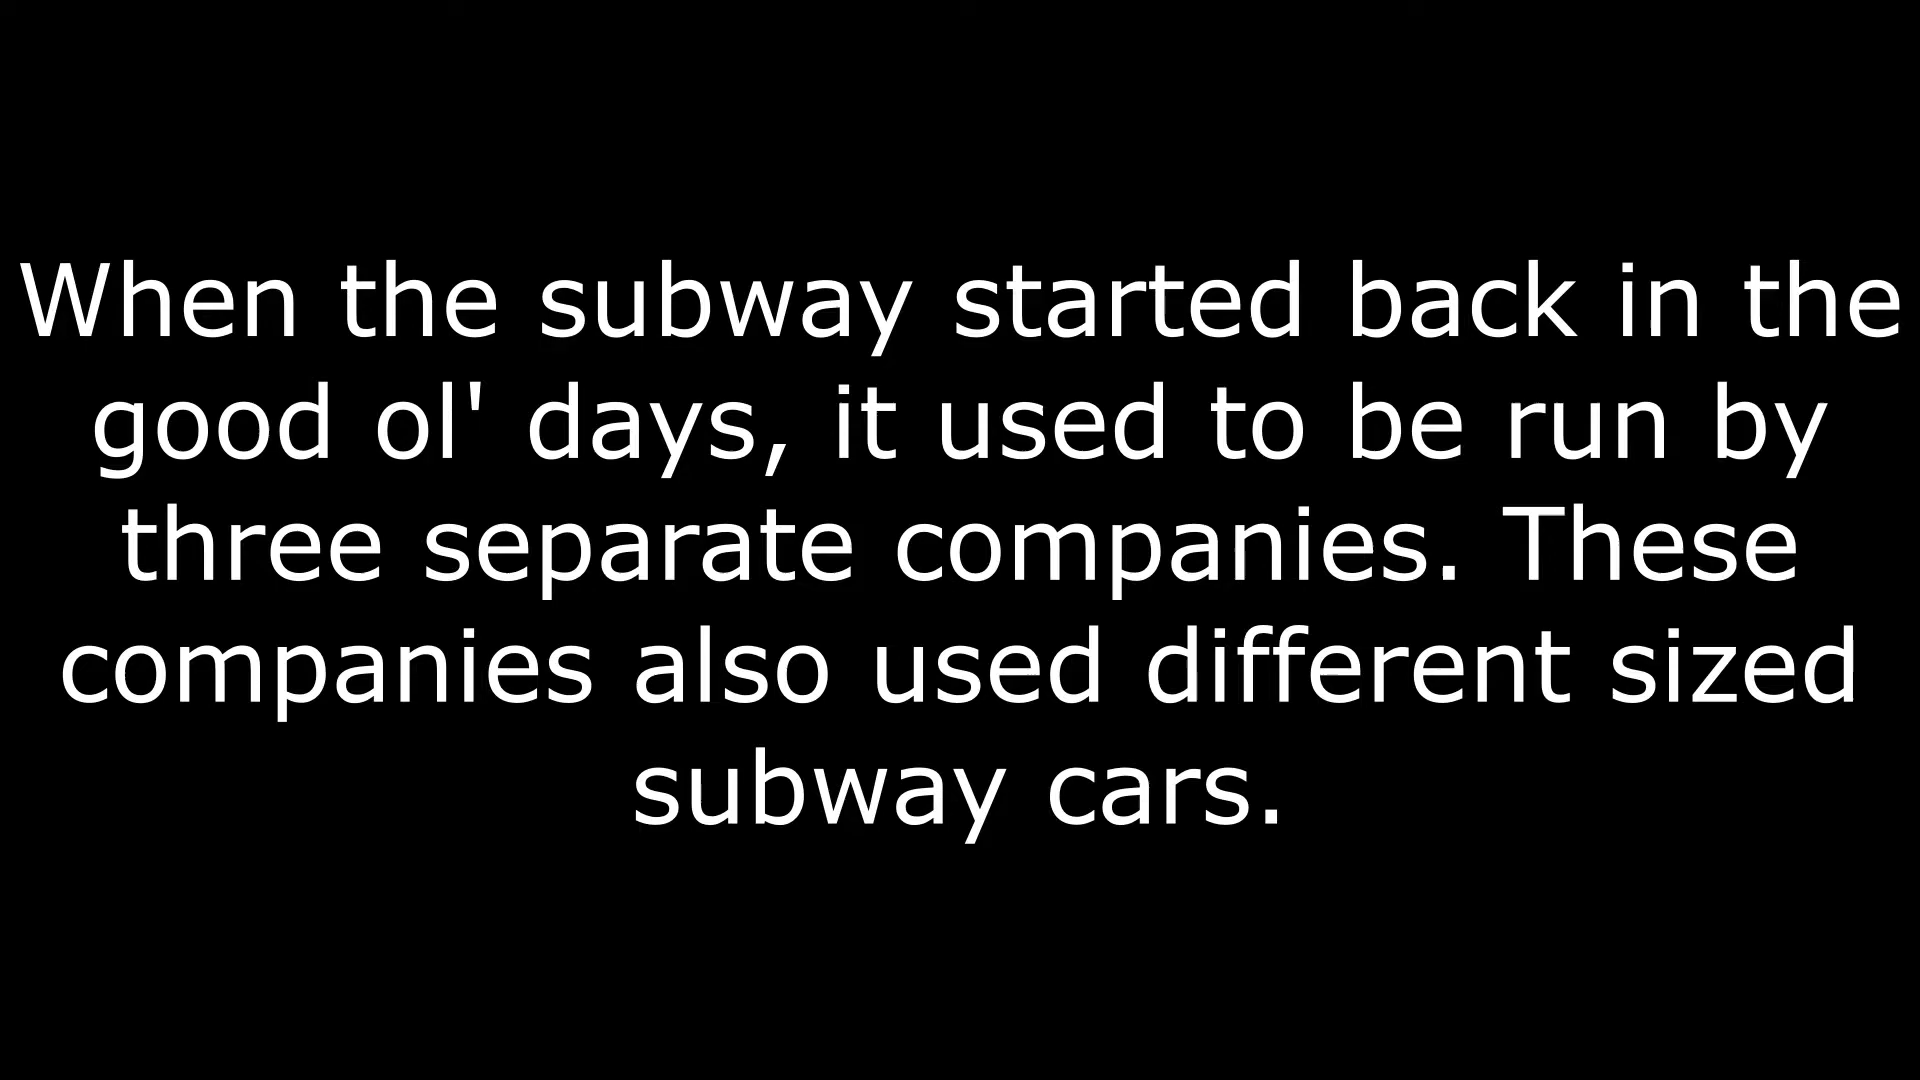 When the subway started back in the
good ol' days, it used to be run by
three separate companies. These
companies also used different sized
subway cars.